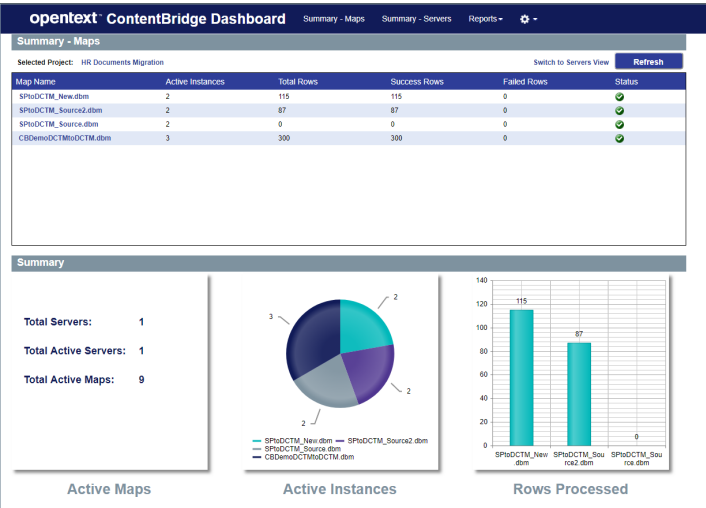 opentext™ ContentBridge Dashboard Summary - Maps Summary - Servers Reports
Summary - Maps
Selected Project: HR Documents Migration Switch to Servers View Refresh
Map Name Active Instances Total Rows Success Rows Failed Rows Status
SPtoDCTM_New.dbm 2 115 115 0
SPtoDCTM_Source2.dbm 2 87 87 0
SPtoDCTM_Source.dbm 2 0 0 0
CBDemoDCTMtoDCTM.dbm 3 300 300 0
Summary
Total Servers: 1
Total Active Servers: 1
Total Active Maps: 9
Active Maps
2
3
2
2
SPtoDCTM_New.dbm SPtoDCTM_Source2.dbm
SPtoDCTM_Source.dbm
CBDemoDCTMtoDCTM.dbm
Active Instances
140
120
100
80
60
40
20
0
115
87
0
SPtoDCTM_New SPtoDCTM_Sou SPtoDCTM_Sou
.dbm rce2.dbm rce.dbm
Rows Processed